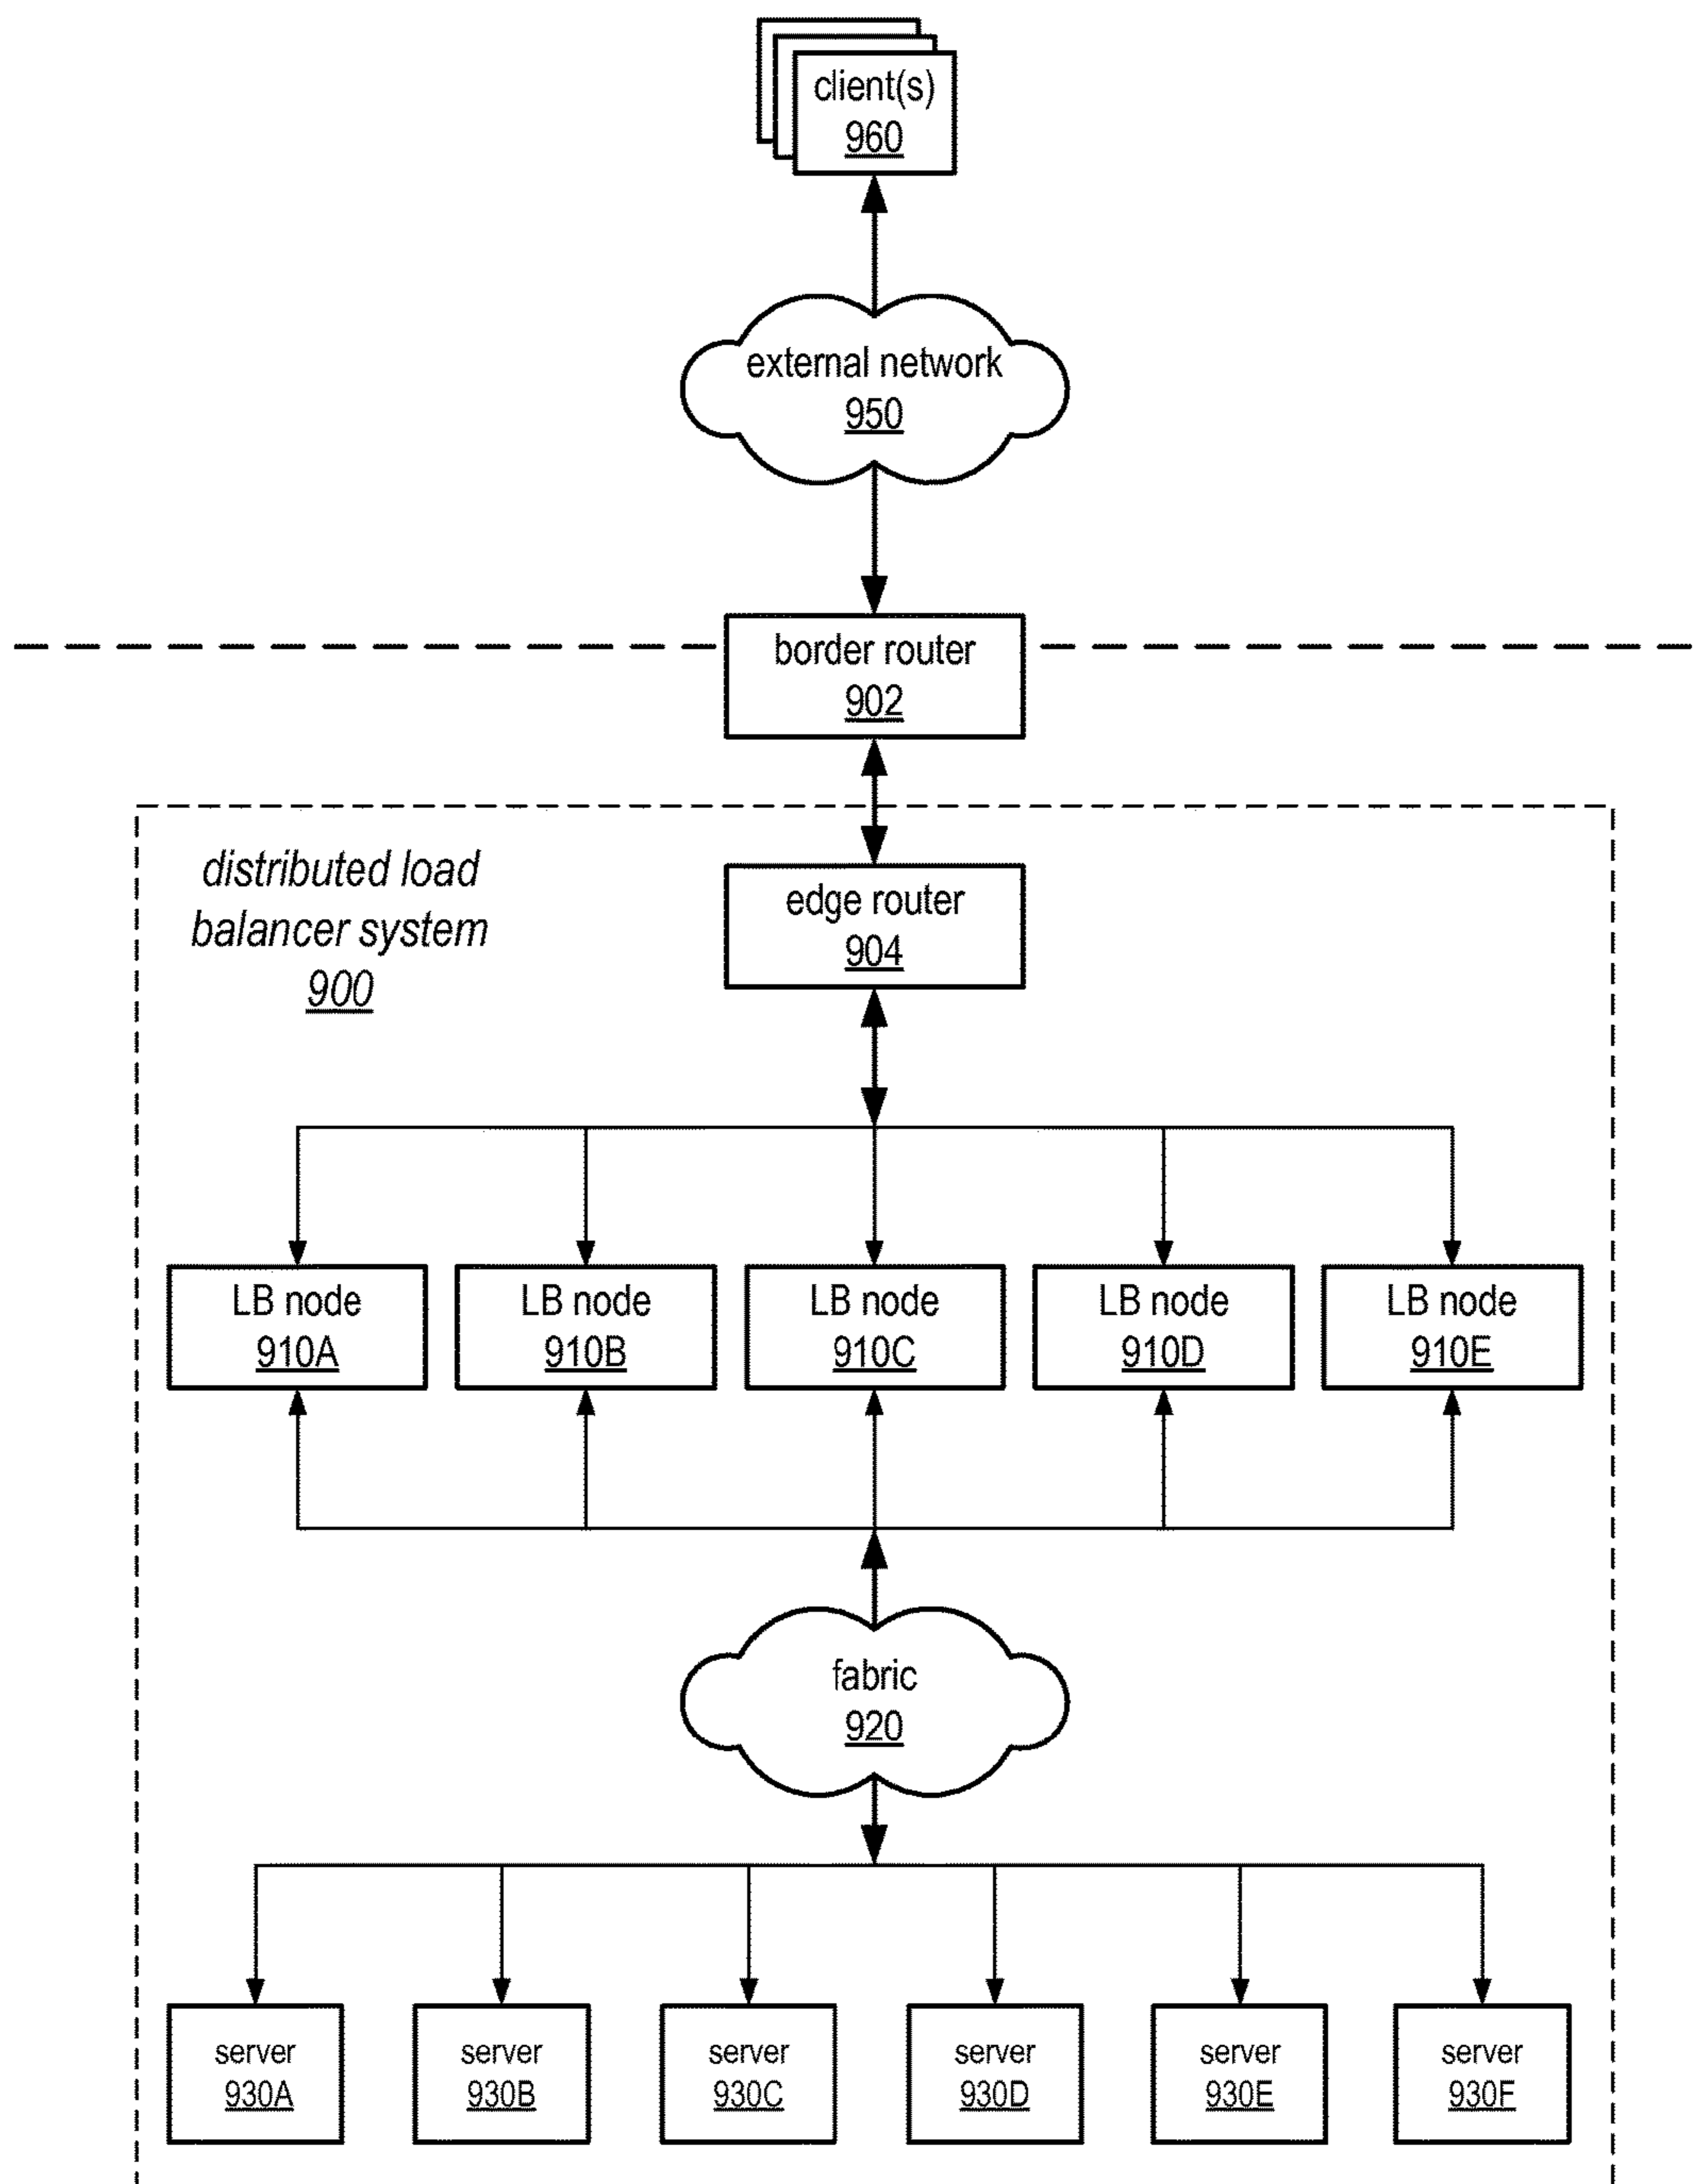 client(s)
960
external network
950
border router
902
distributed load
balancer system
900
edge router
904
LB node
910A
LB node
910B
LB node
910C
LB node
910D
LB node
910E
fabric
920
server
930A
server
930B
server
930C
server
930D
server
930E
server
930F